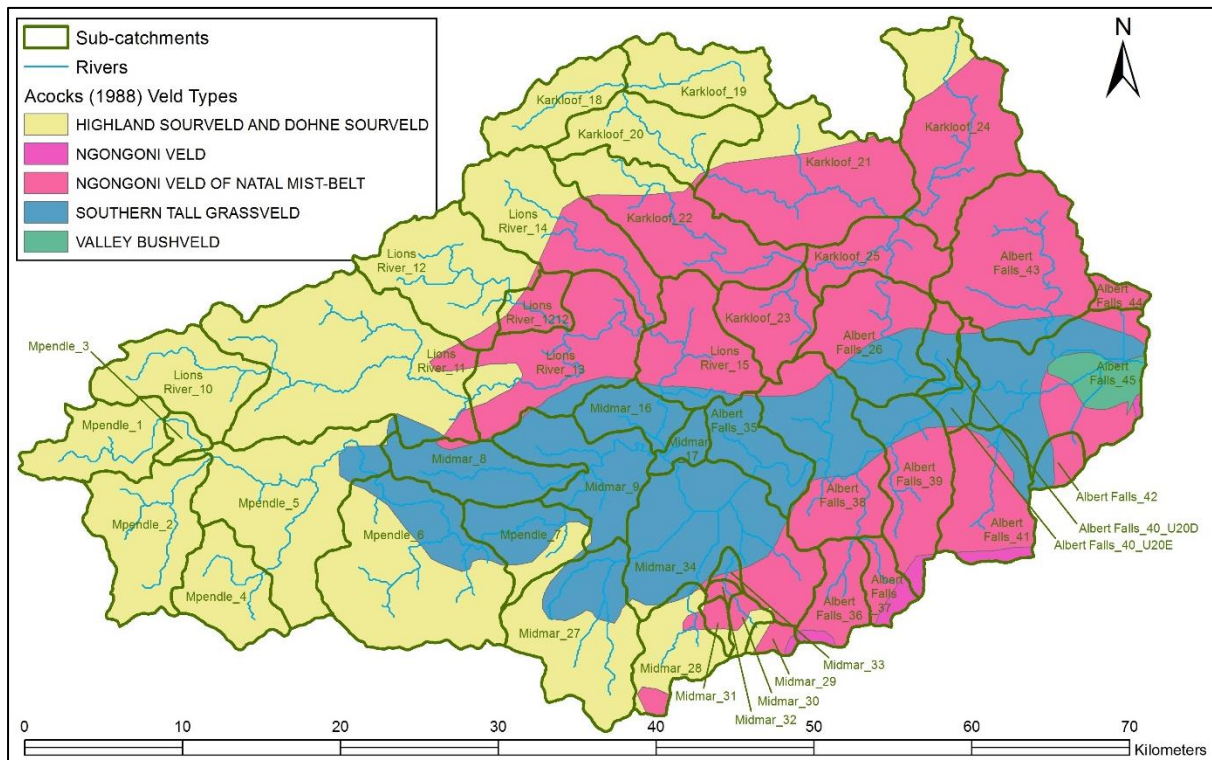 Sub-catchments
Rivers
Acocks (1988) Veld Types
HIGHLAND SOURVELD AND DOHNE SOURVELD
NGONGONI VELD
NGONGONI VELD OF NATAL MIST-BELT
SOUTHERN TALL GRASSVELD
VALLEY BUSHVELD
N
Karkloof_18
Karkloof_19
Karkloof_20
Karkloof_24
Karkloof_21
Lions
River_14
Karkloof_22
Lions
River_12
Karkloof_25
Albert
Falls_43
Albert
Falls_44
Lions
River_1212
Karkloof_23
Albert
Falls_26
Mpendle_3
Lions
River_10
Lions
River_11
Lions
River_13
Lions
River_15
Albert
Falls_45
Mpendle_1
Midmar_16
Albert
Falls_35
Midmar_8
Midmar
_17
Midmar_9
Mpendle_5
Mpendle_2
Mpendle_6
Mpendle_7
Albert
Falls_38
Albert
Falls_39
Albert Falls_42
Albert Falls_40_U20D
Albert Falls_40_U20E
Albert
Falls_41
Mpendle_4
Midmar_34
Albert
Falls_36
Albert
Falls
_37
Midmar_27
Midmar_28
Midmar_33
Midmar_29
Midmar_31
Midmar_30
Midmar_32
0 10 20 30 40 50 60 70
Kilometers